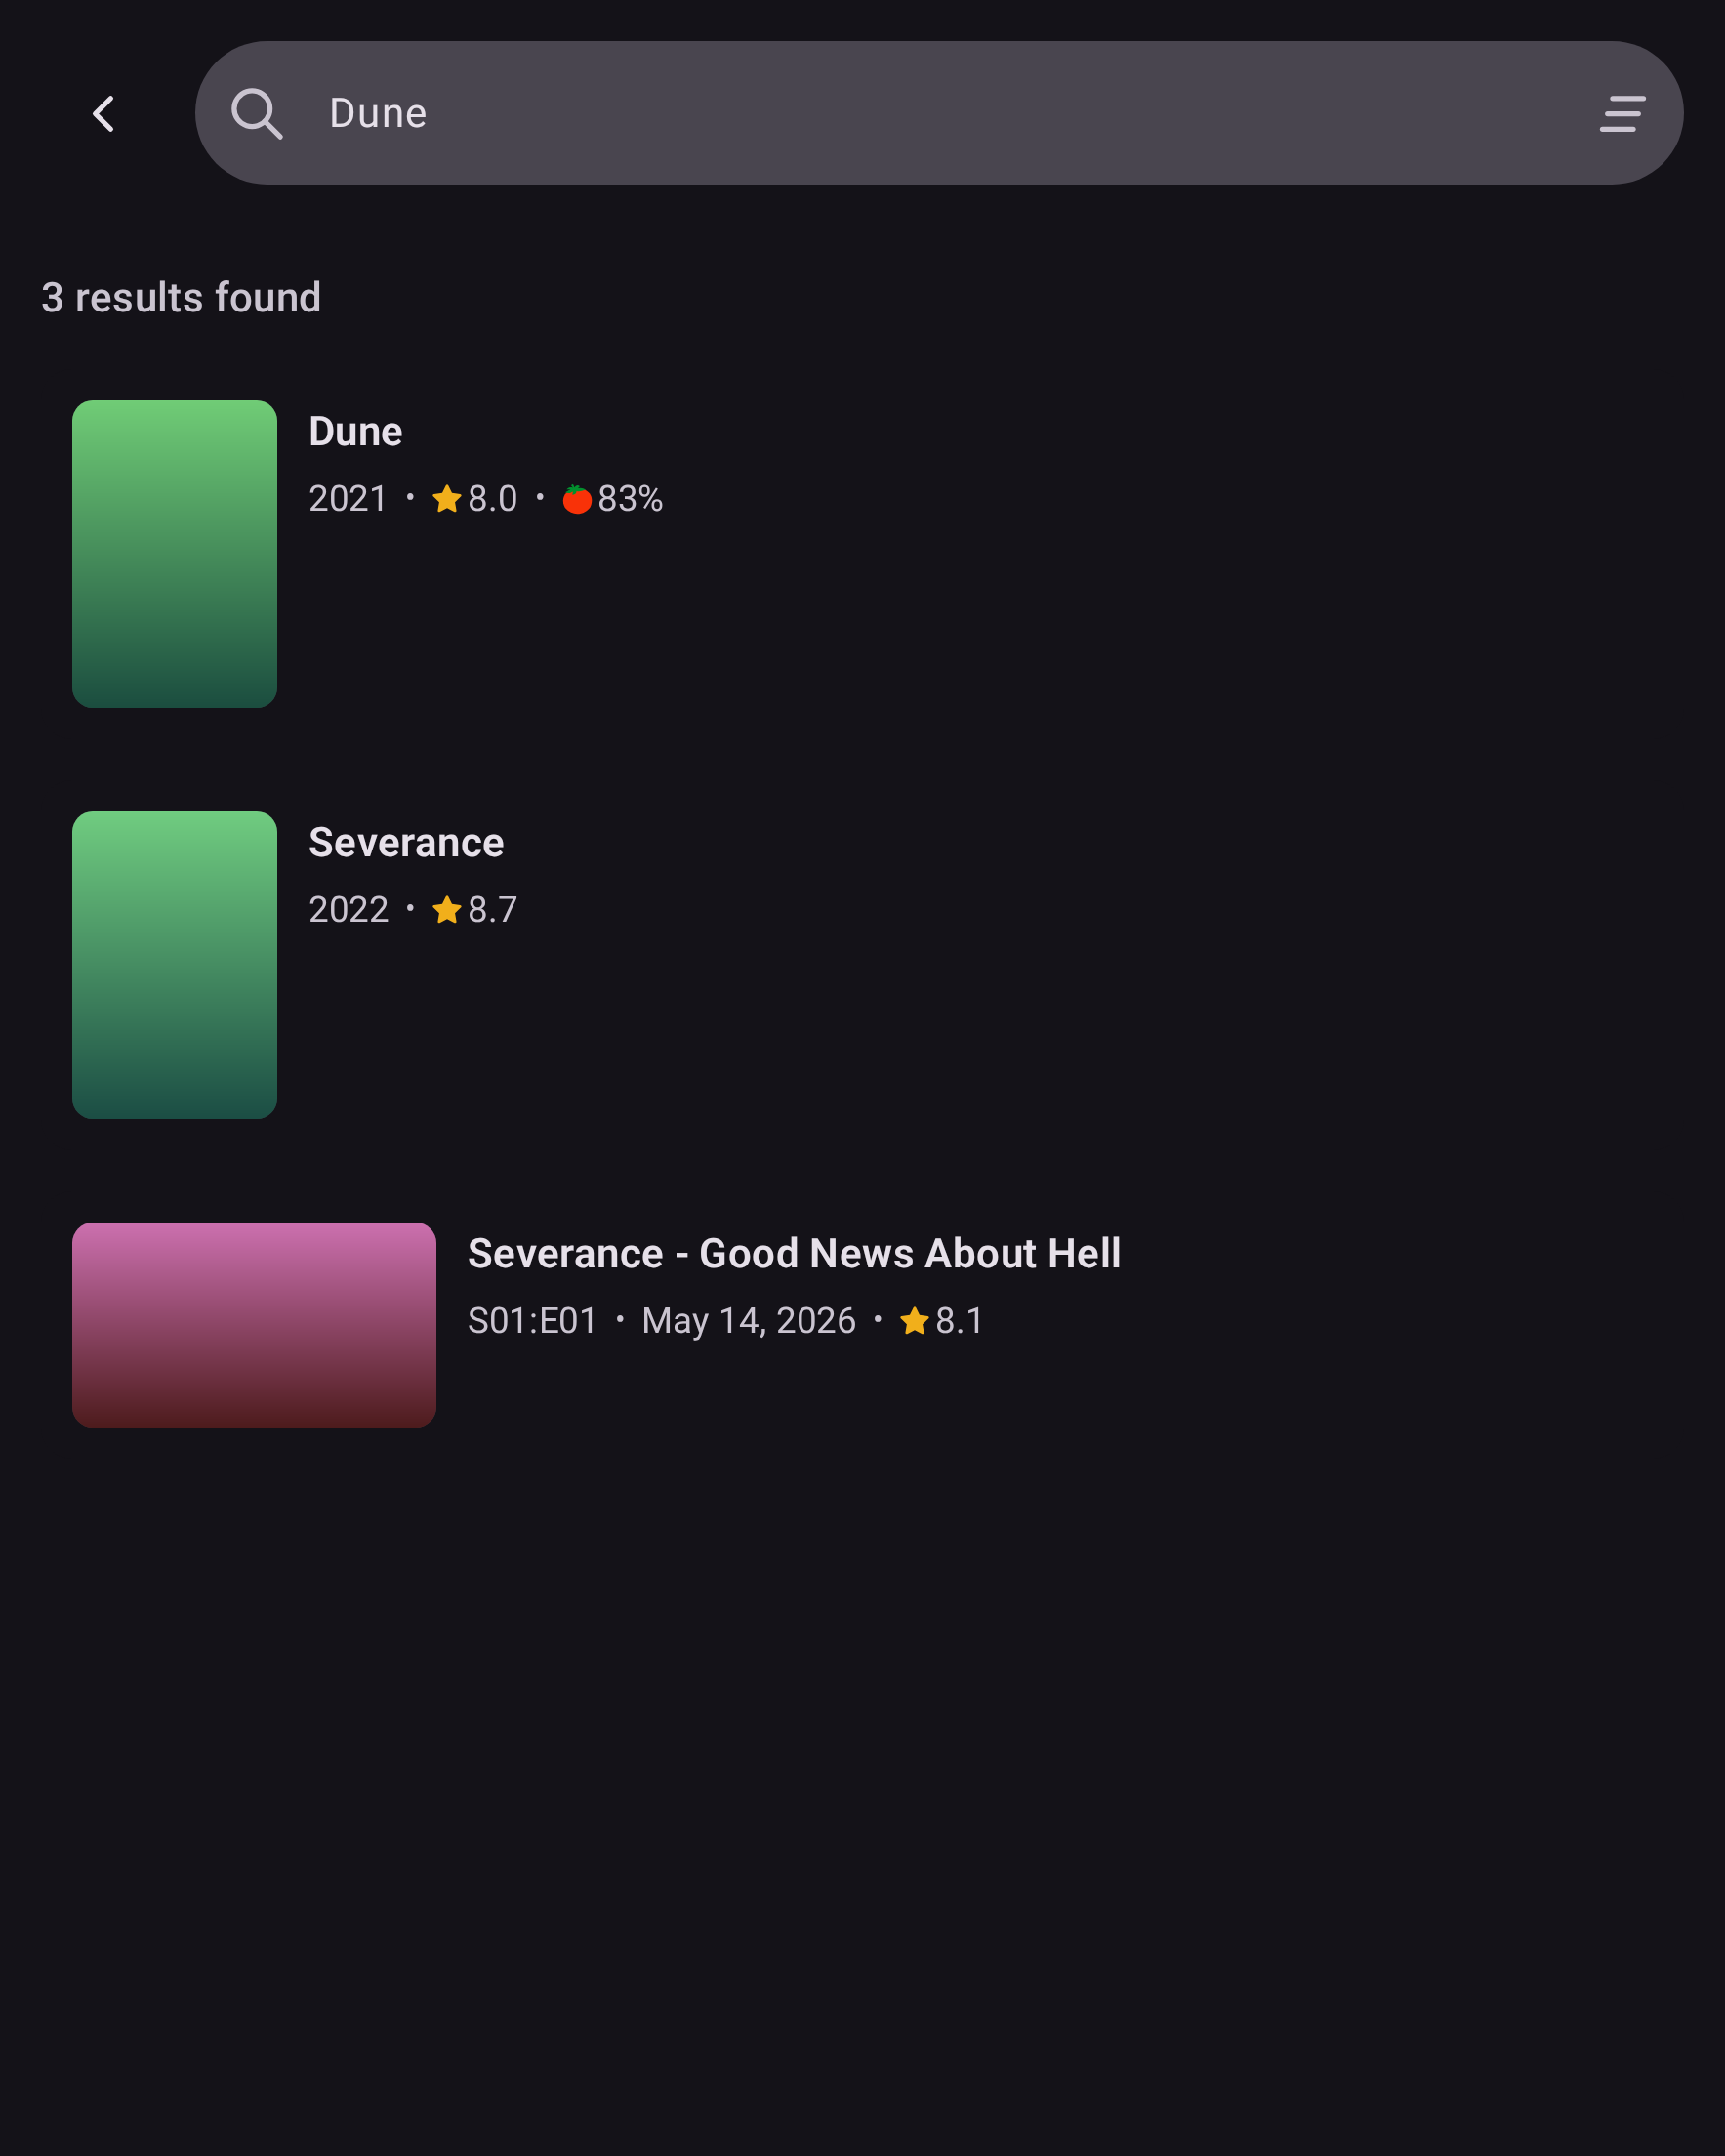 Dune
3 results found
Dune
2021 • 8.0 • 83%
Severance
2022 • 8.7
Severance - Good News About Hell
S01:E01 • May 14, 2026 • 8.1